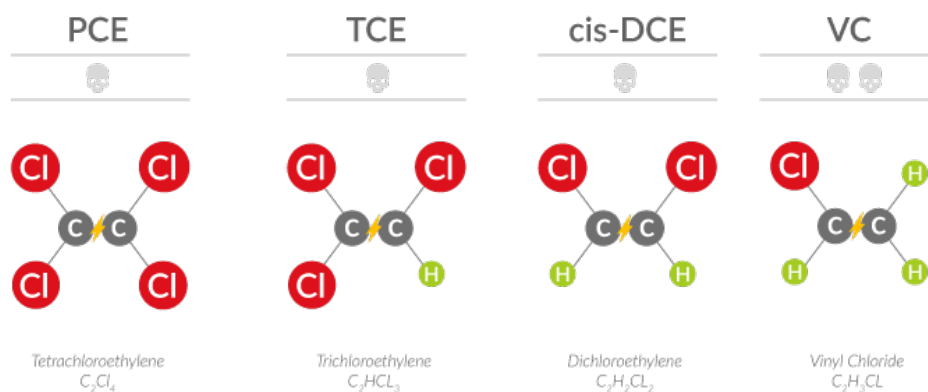 PCE TCE cis-DCE VC
Cl Cl Cl Cl Cl Cl Cl H
C C C C C C C C
Cl Cl Cl H H H H H
Tetrachloroethylene Trichloroethylene Dichloroethylene Vinyl Chloride
C₂Cl₄ C₂HCL₃ C₂H₂CL₂ C₂H₃CL